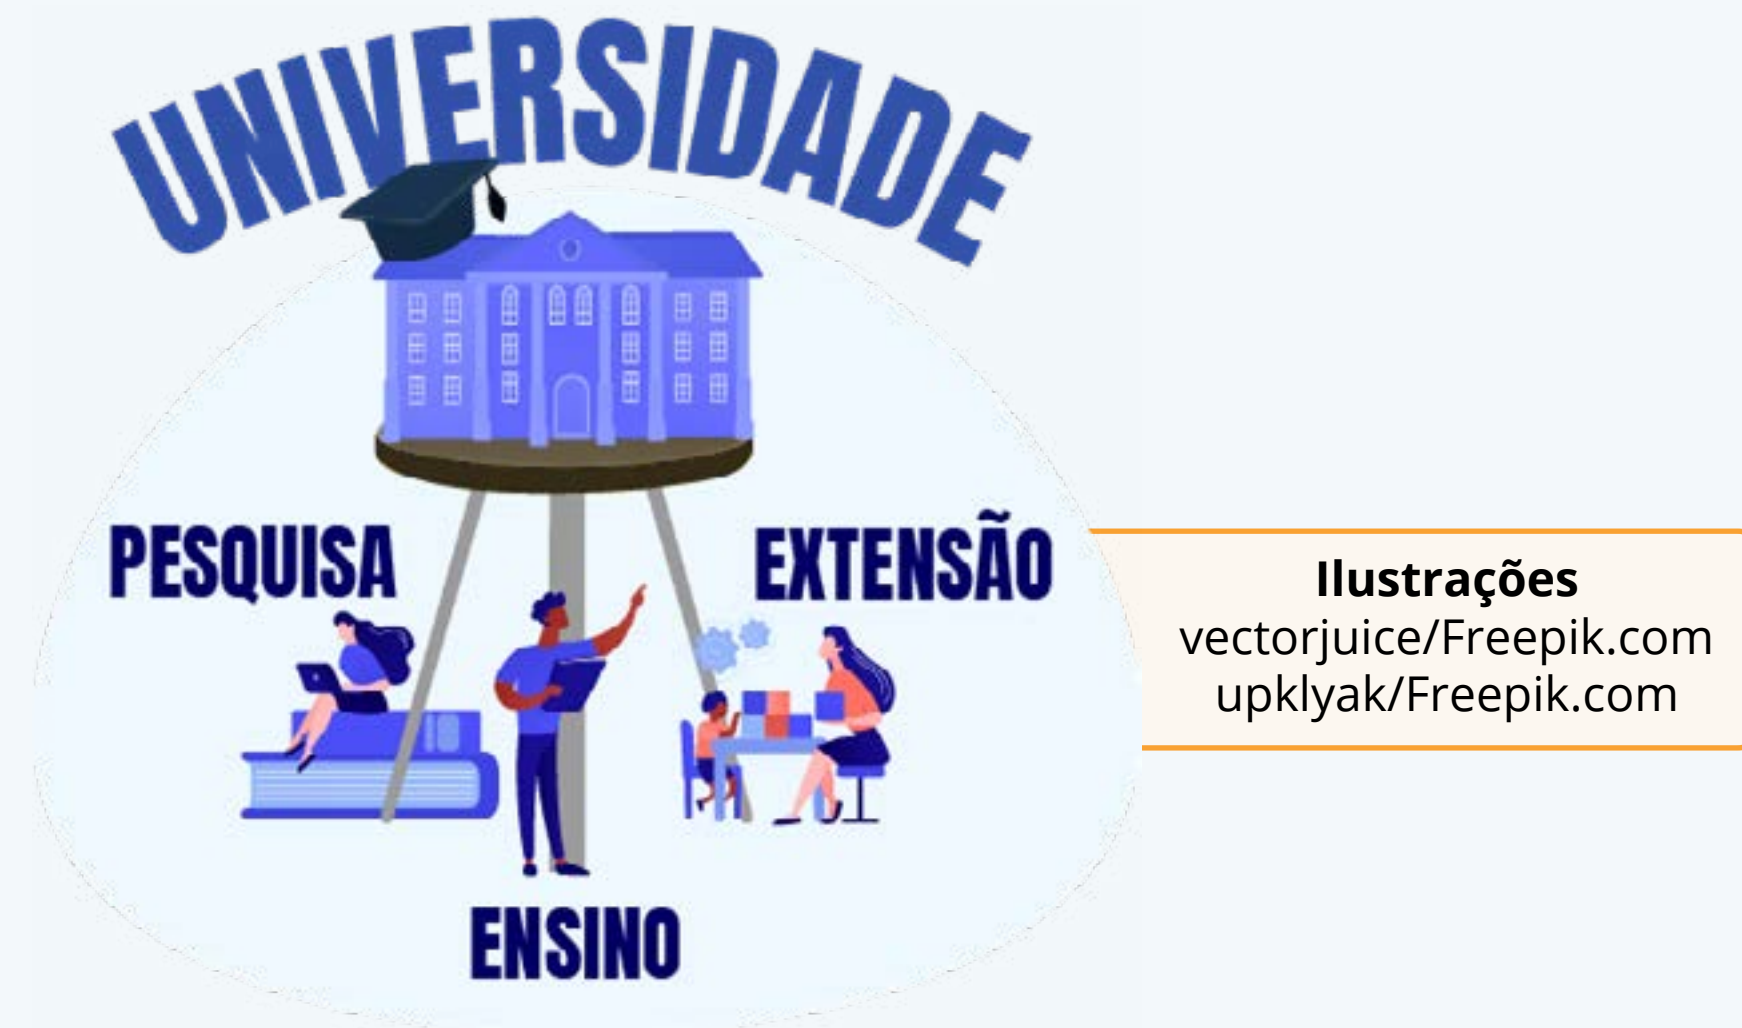 UNIVERSIDADE
PESQUISA
EXTENSÃO
ENSINO
Ilustrações
vectorjuice/Freepik.com
upklyak/Freepik.com